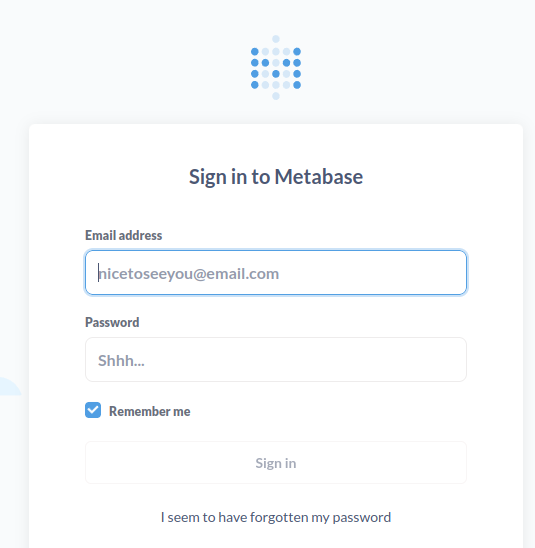 Sign in to Metabase
Email address
nicetoseeyou@email.com
Password
Shhh...
Remember me
Sign in
I seem to have forgotten my password